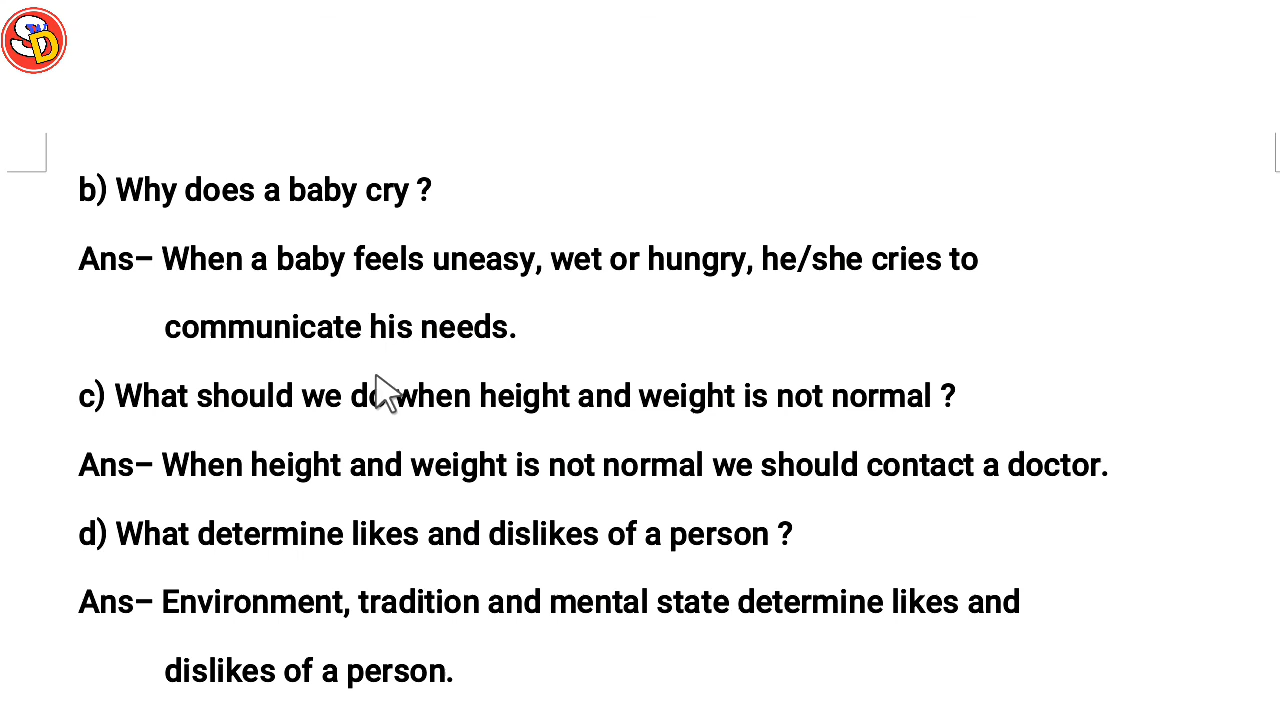 SD
b) Why does a baby cry ?
Ans– When a baby feels uneasy, wet or hungry, he/she cries to
communicate his needs.
c) What should we do when height and weight is not normal ?
Ans– When height and weight is not normal we should contact a doctor.
d) What determine likes and dislikes of a person ?
Ans– Environment, tradition and mental state determine likes and
dislikes of a person.